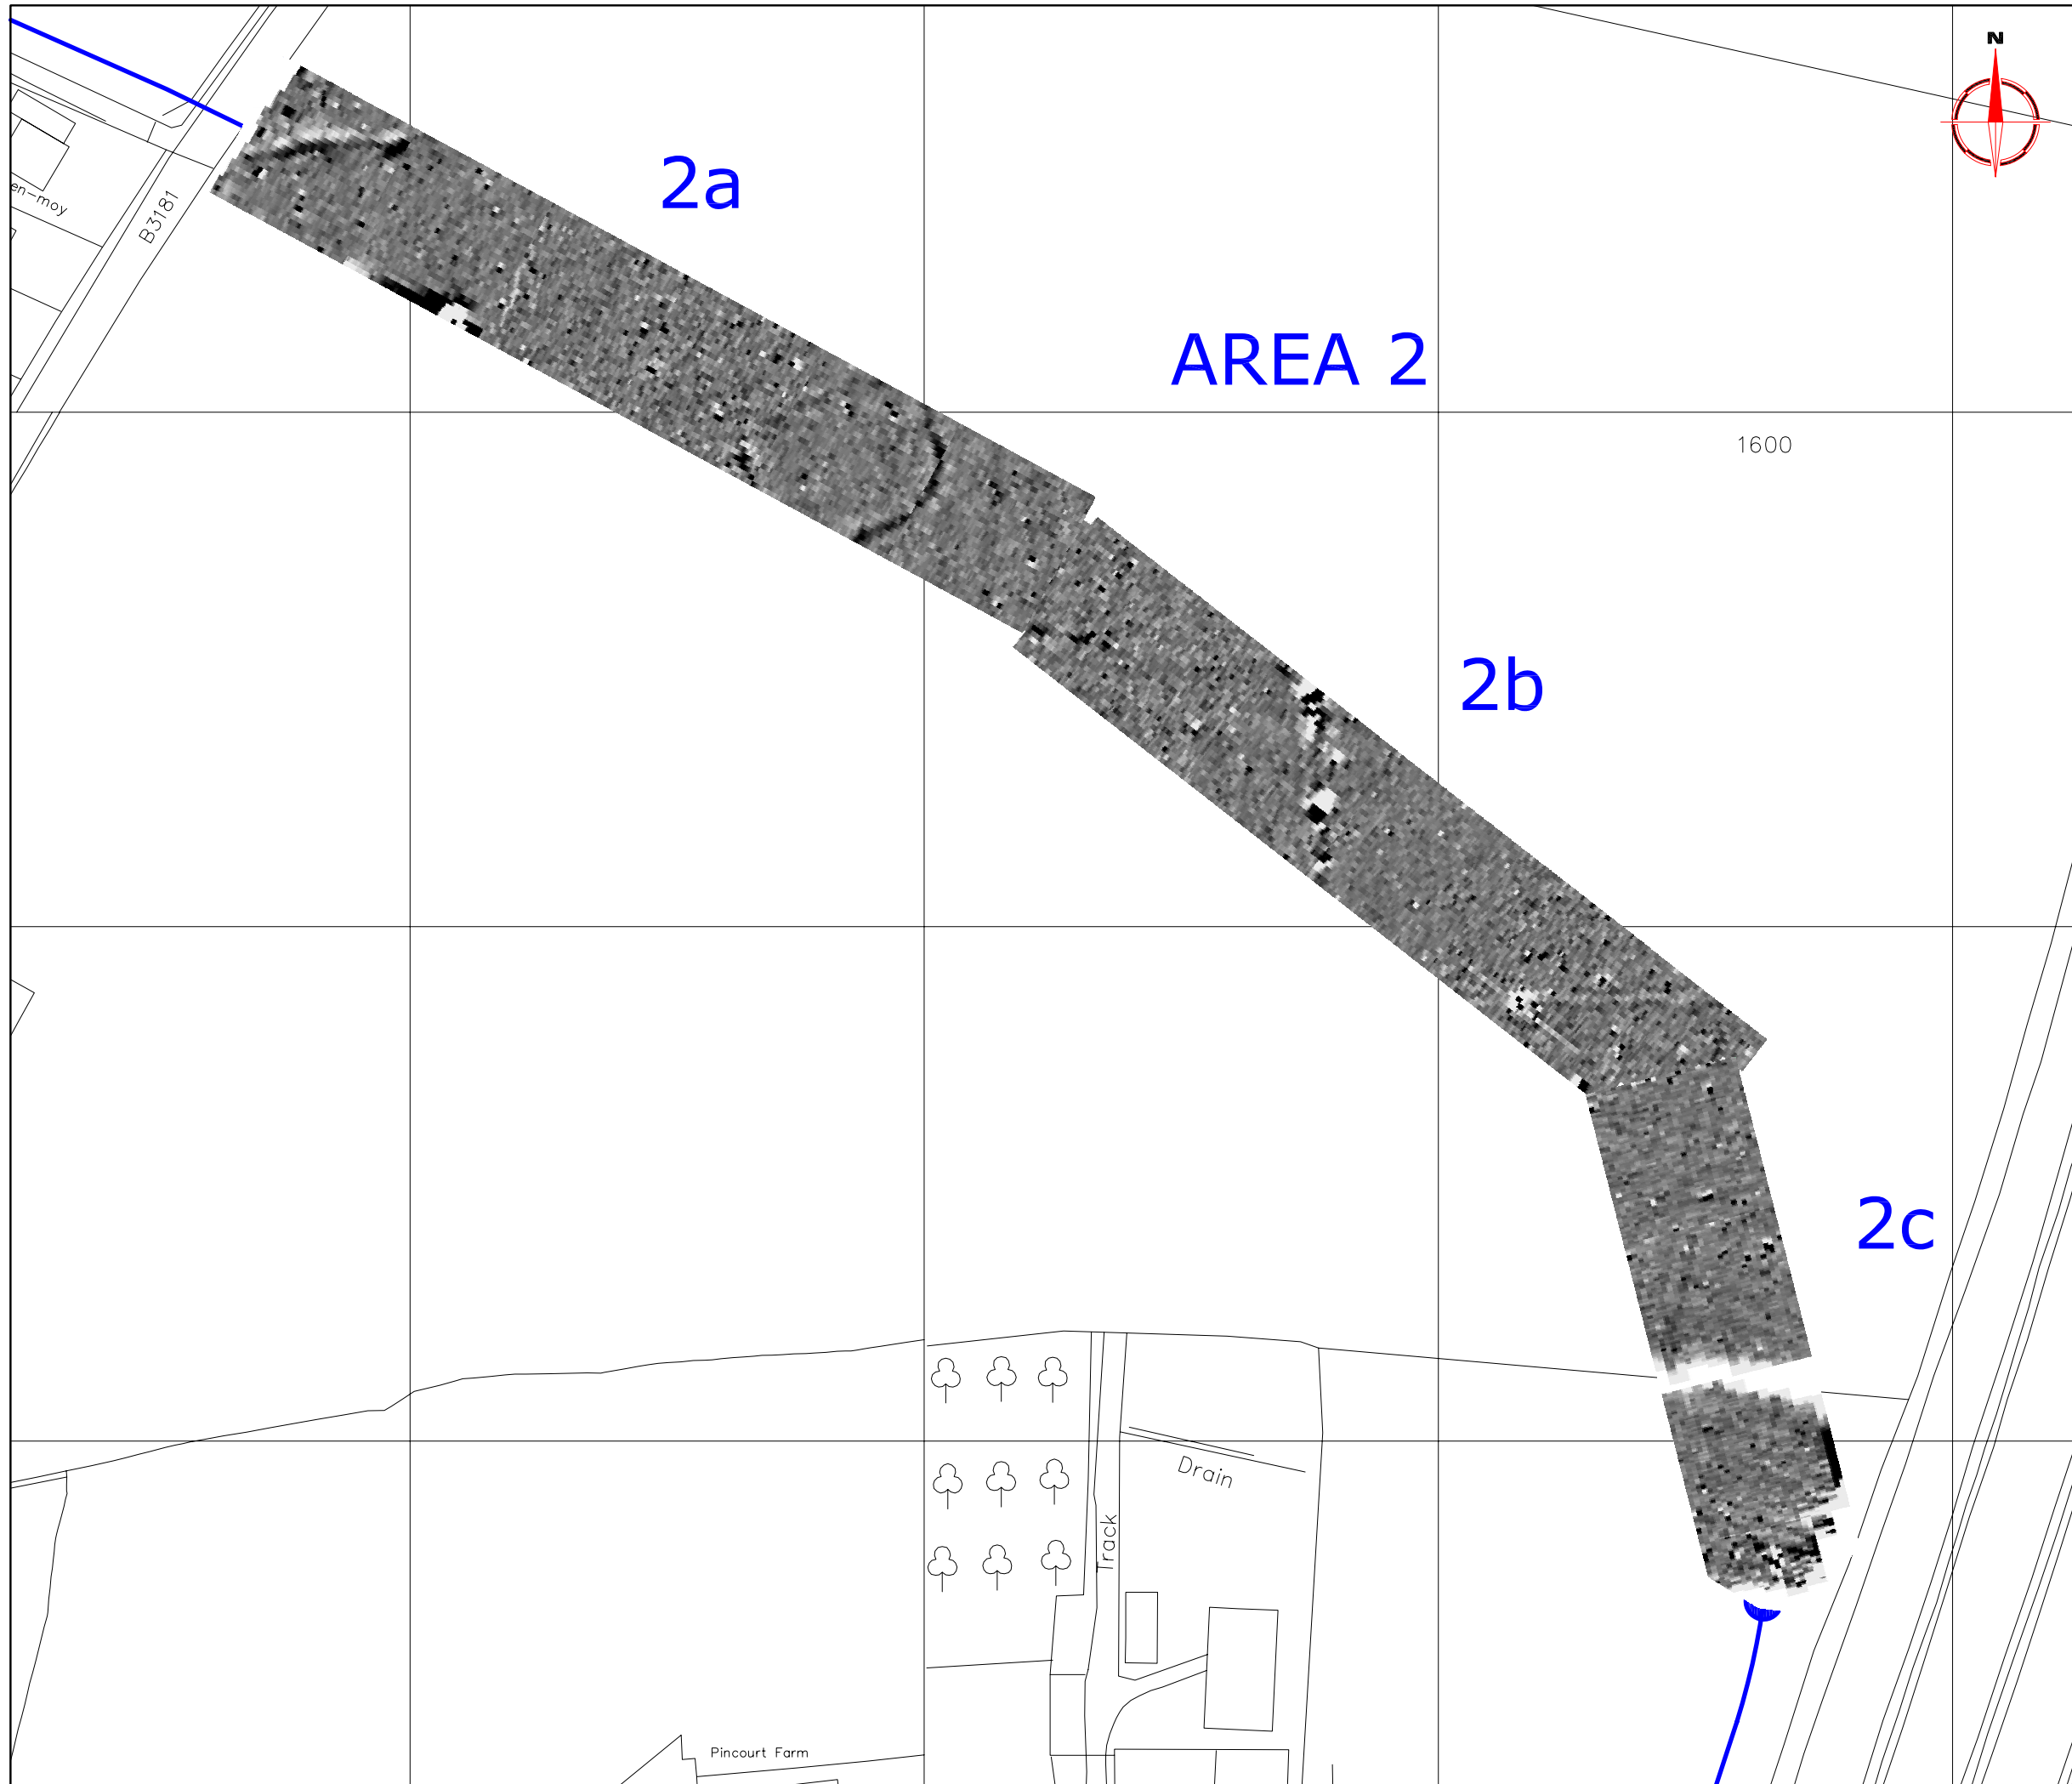 N
2a
en-moy
B3181
AREA 2
1600
2b
2c
Drain
Track
Pincourt Farm